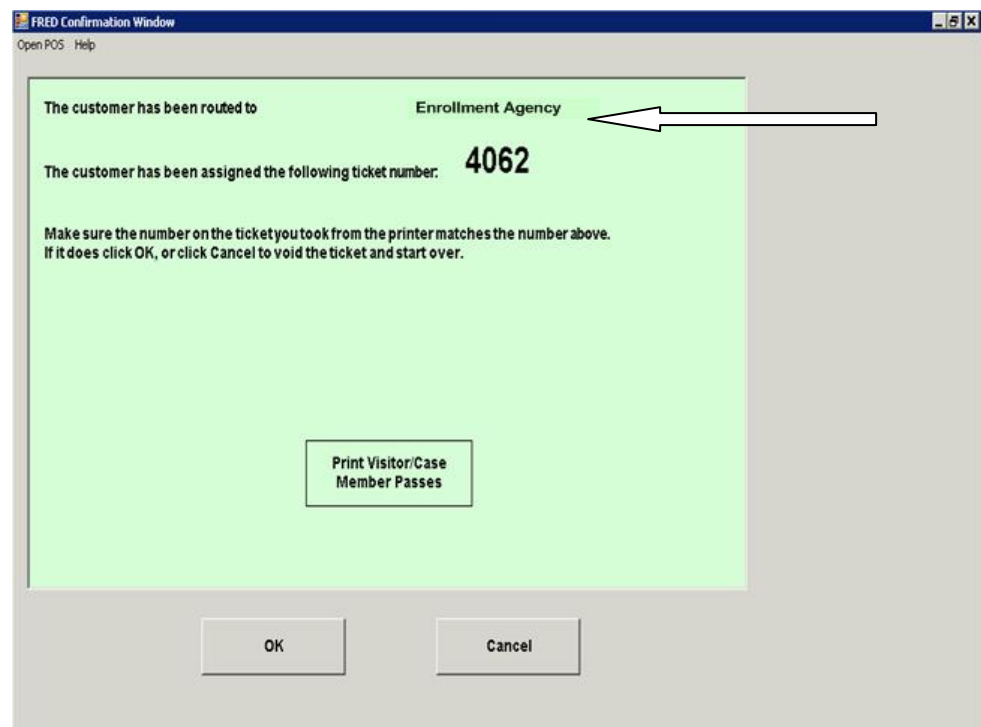 FRED Confirmation Window
Open POS Help
The customer has been routed to Enrollment Agency
The customer has been assigned the following ticket number: 4062
Make sure the number on the ticket you took from the printer matches the number above.
If it does click OK, or click Cancel to void the ticket and start over.
Print Visitor/Case
Member Passes
OK Cancel